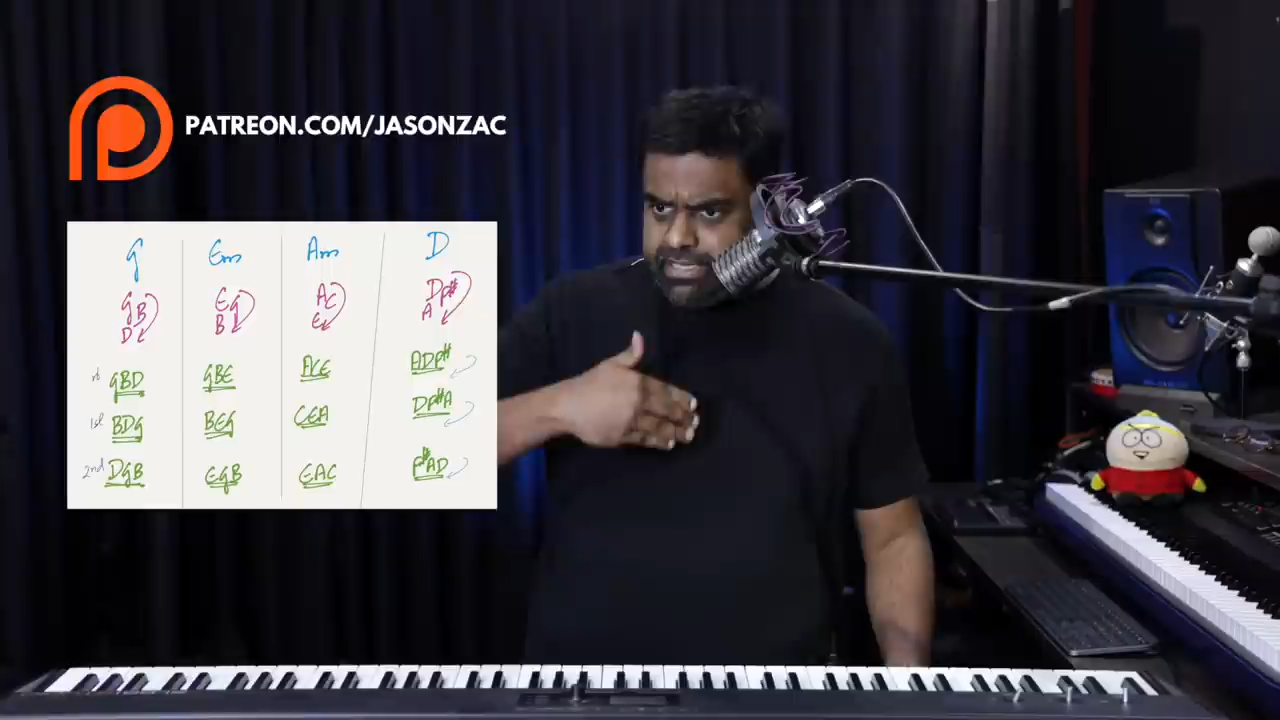 PATREON.COM/JASONZAC
G Em Am D
G B E G A C D F#
D B E A
rt GBD GBE ACE ADF#
1st BDG BEG CEA DF#A
2nd DGB EGB EAC F#AD